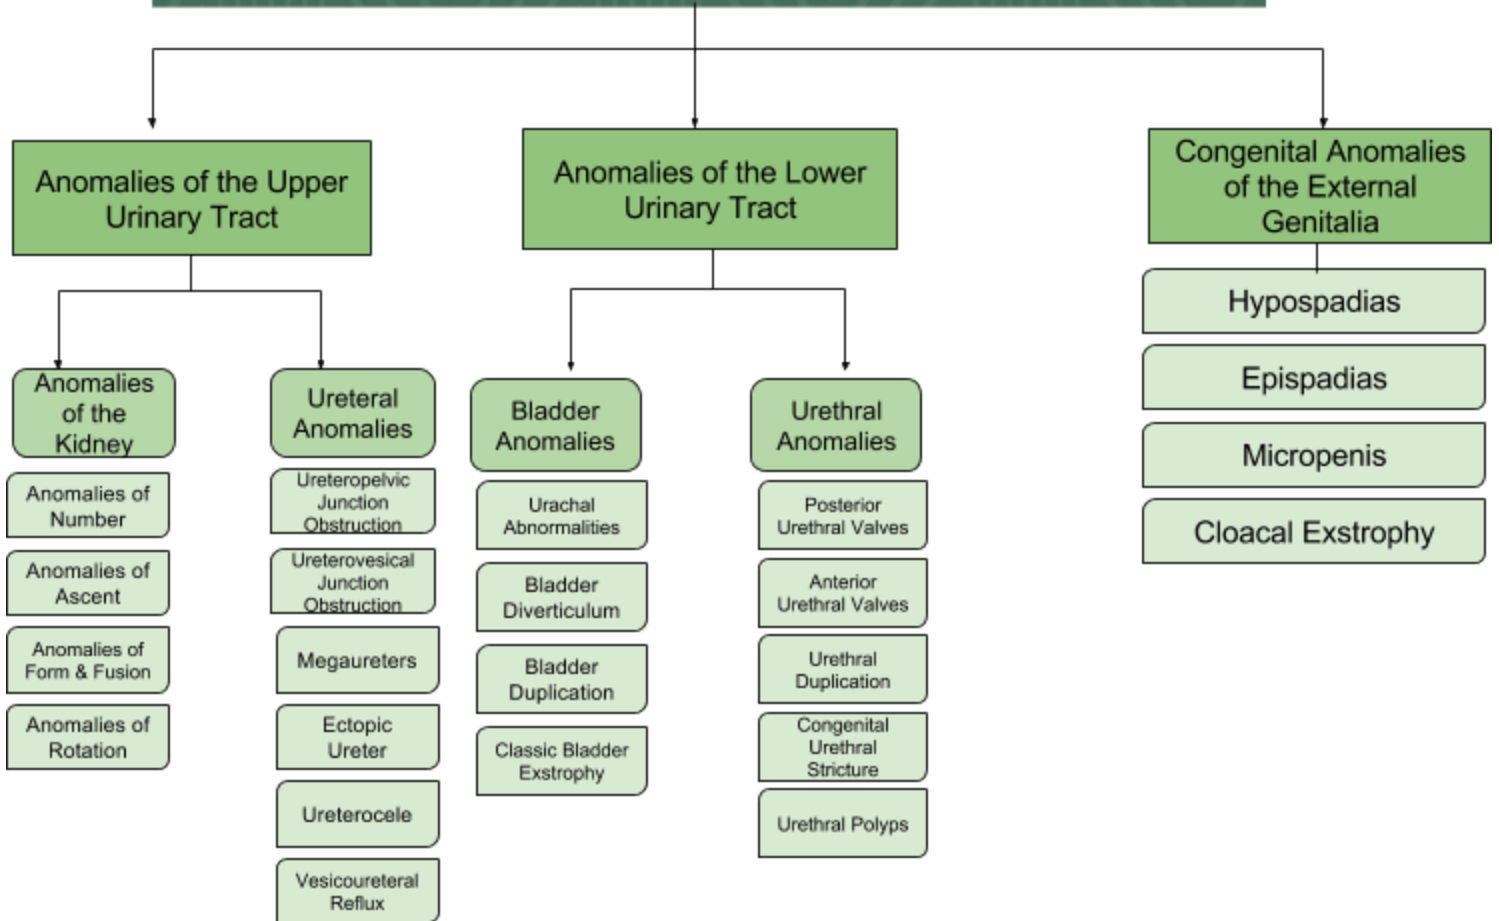 Anomalies of the Upper
Urinary Tract
Anomalies of the Lower
Urinary Tract
Congenital Anomalies
of the External
Genitalia
Anomalies
of the
Kidney
Anomalies of
Number
Anomalies of
Ascent
Anomalies of
Form & Fusion
Anomalies of
Rotation
Ureteral
Anomalies
Ureteropelvic
Junction
Obstruction
Ureterovesical
Junction
Obstruction
Megaureters
Ectopic
Ureter
Ureterocele
Vesicoureteral
Reflux
Bladder
Anomalies
Urachal
Abnormalities
Bladder
Diverticulum
Bladder
Duplication
Classic Bladder
Exstrophy
Urethral
Anomalies
Posterior
Urethral Valves
Anterior
Urethral Valves
Urethral
Duplication
Congenital
Urethral
Stricture
Urethral Polyps
Hypospadias
Epispadias
Micropenis
Cloacal Exstrophy